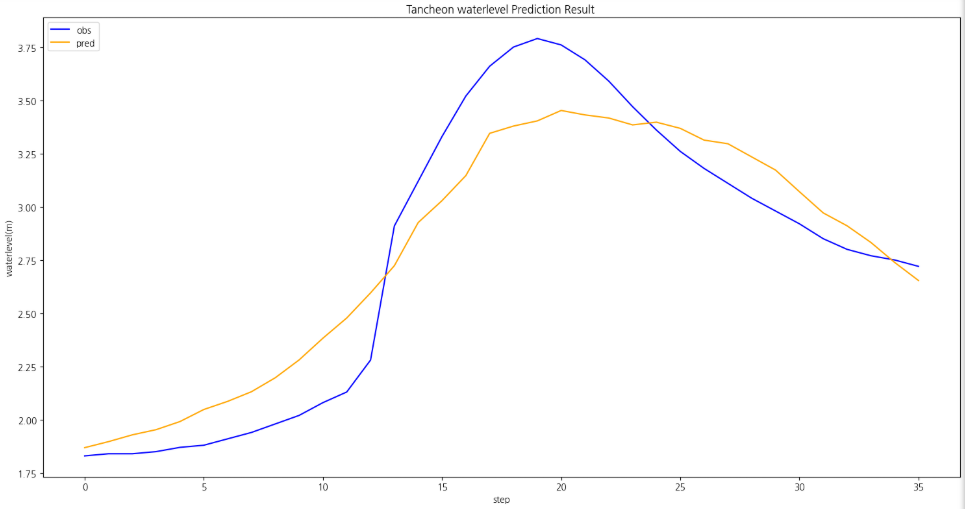 Tancheon waterlevel Prediction Result
obs
pred
3.75
3.50
3.25
3.00
2.75
2.50
2.25
2.00
1.75
waterlevel(m)
0 5 10 15 20 25 30 35
step